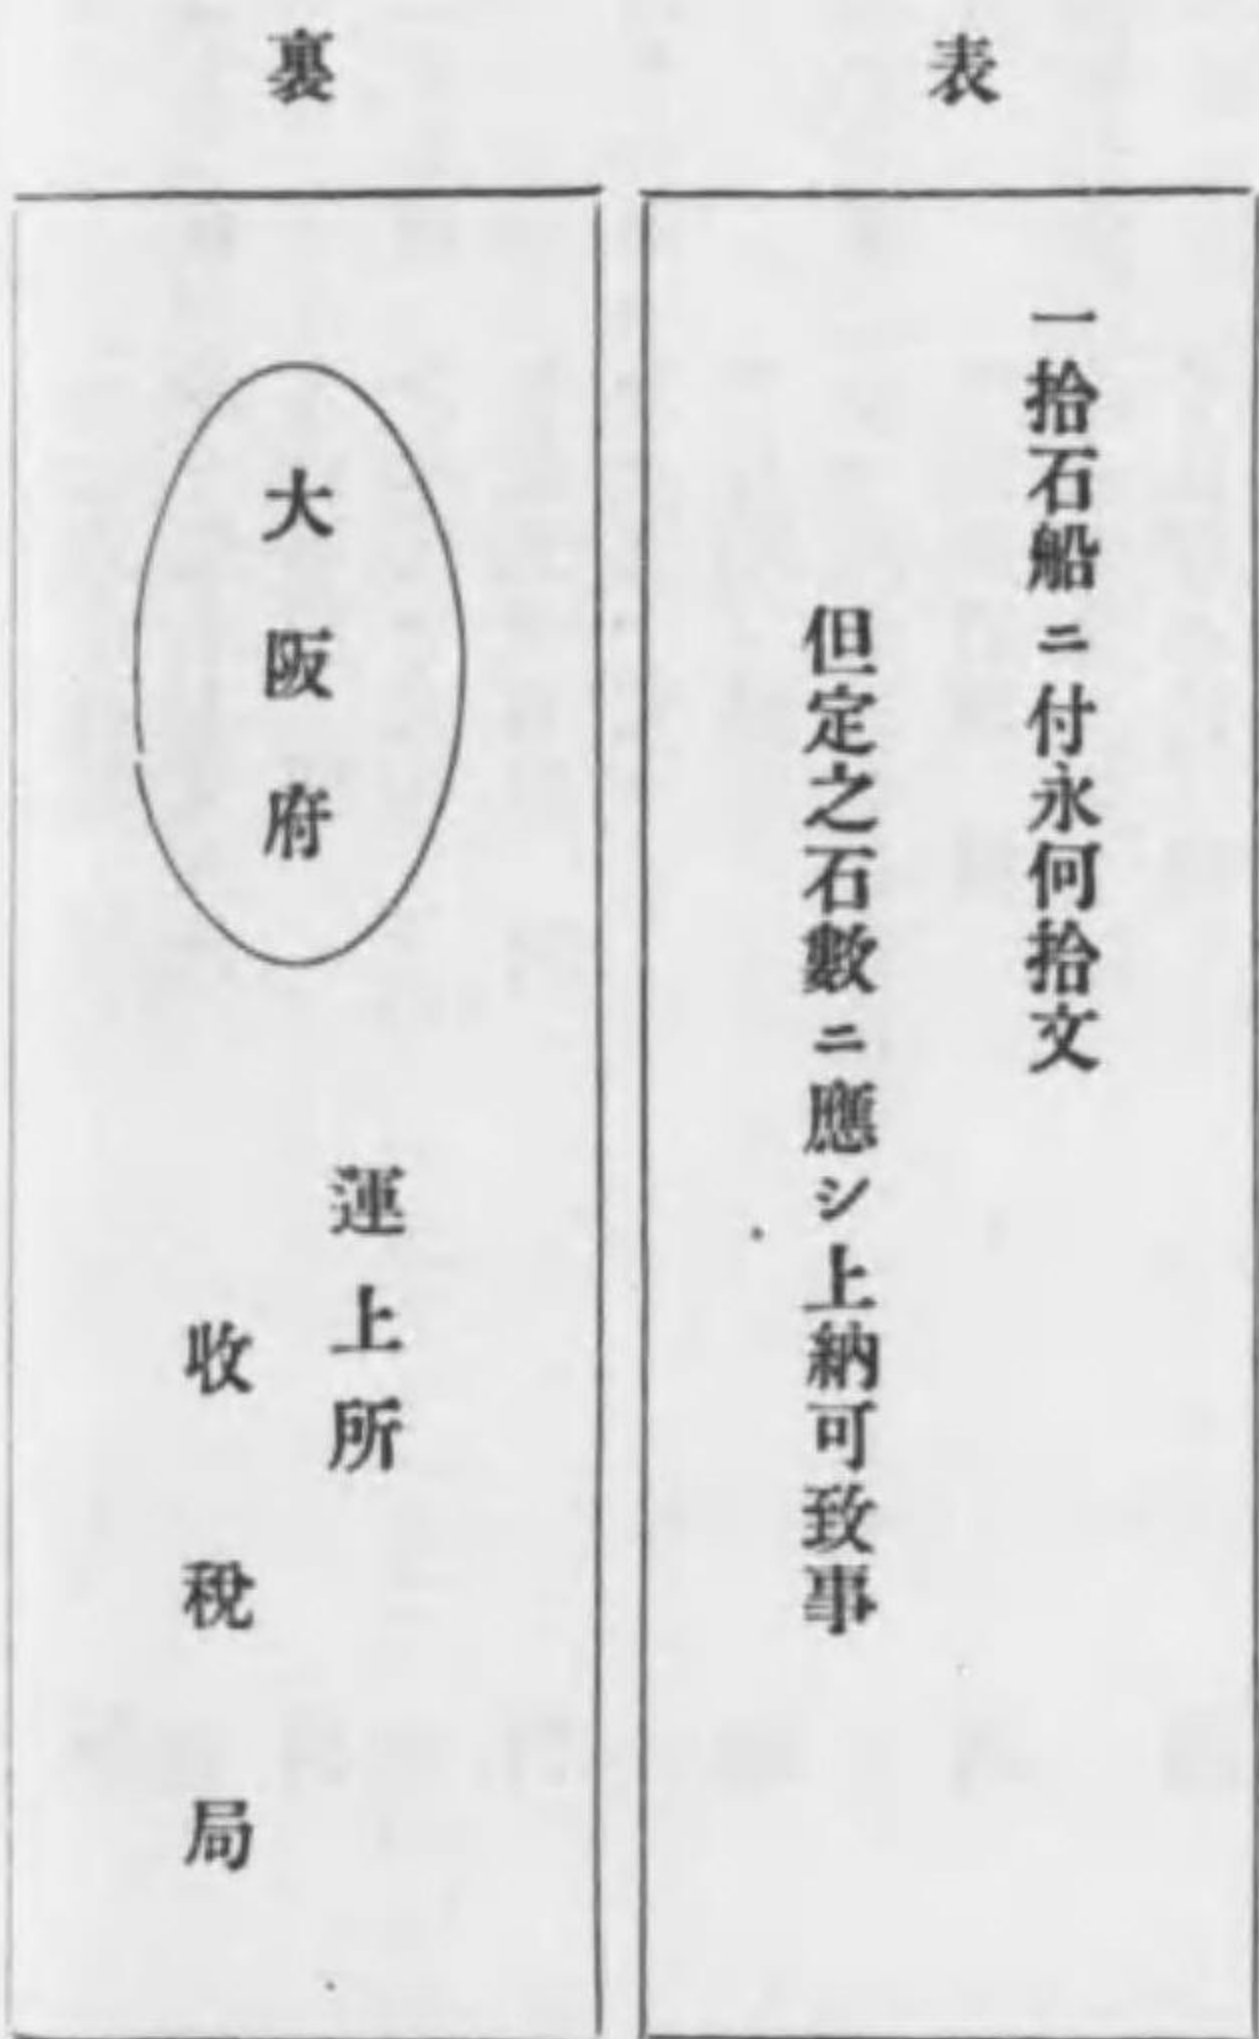 表
一拾石船ニ付永何拾文
但定之石數ニ應シ上納可致事
裏
大阪府
運上所
收稅局